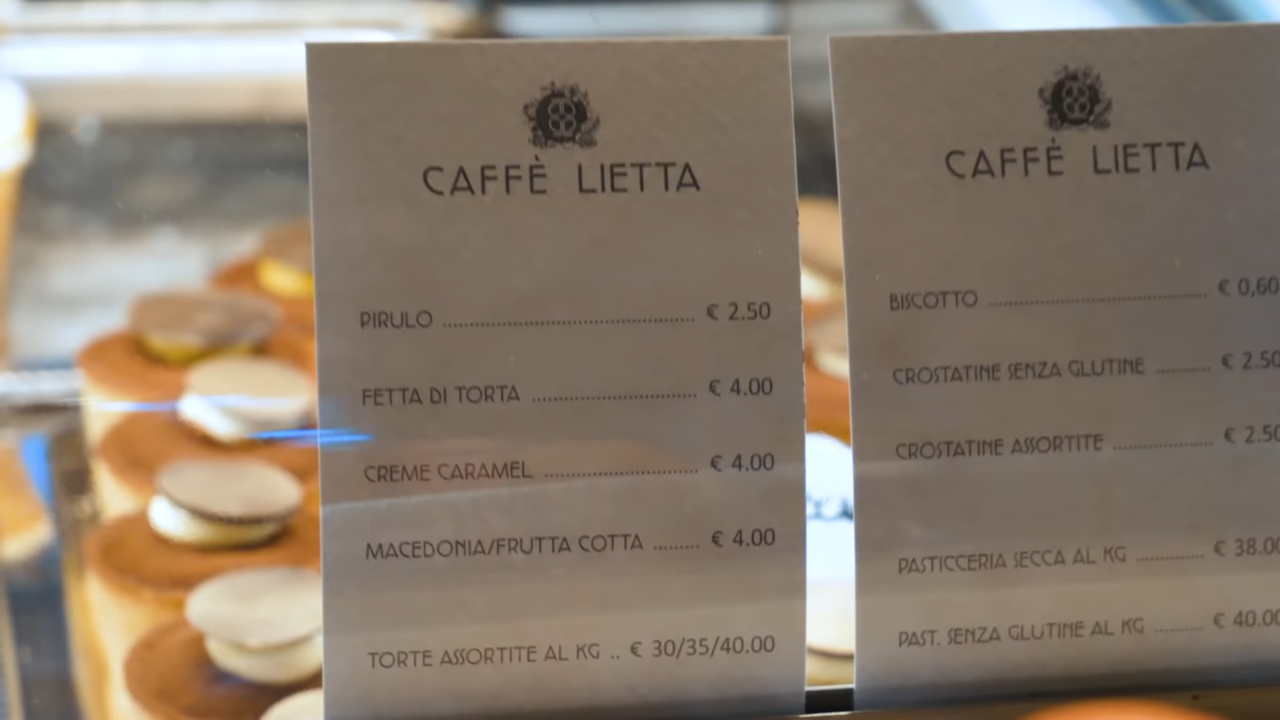 CAFFÈ LIETTA
PIRULO ........................................ € 2.50
FETTA DI TORTA .......................... € 4.00
CREME CARAMEL ........................ € 4.00
MACEDONIA/FRUTTA COTTA ........ € 4.00
TORTE ASSORTITE AL KG .. € 30/35/40.00
CAFFÈ LIETTA
BISCOTTO .................................. € 0,60
CROSTATINE SENZA GLUTINE ......... € 2.50
CROSTATINE ASSORTITE ................ € 2.50
PASTICCERIA SECCA AL KG ........... € 38.00
PAST. SENZA GLUTINE AL KG ........ € 40.00